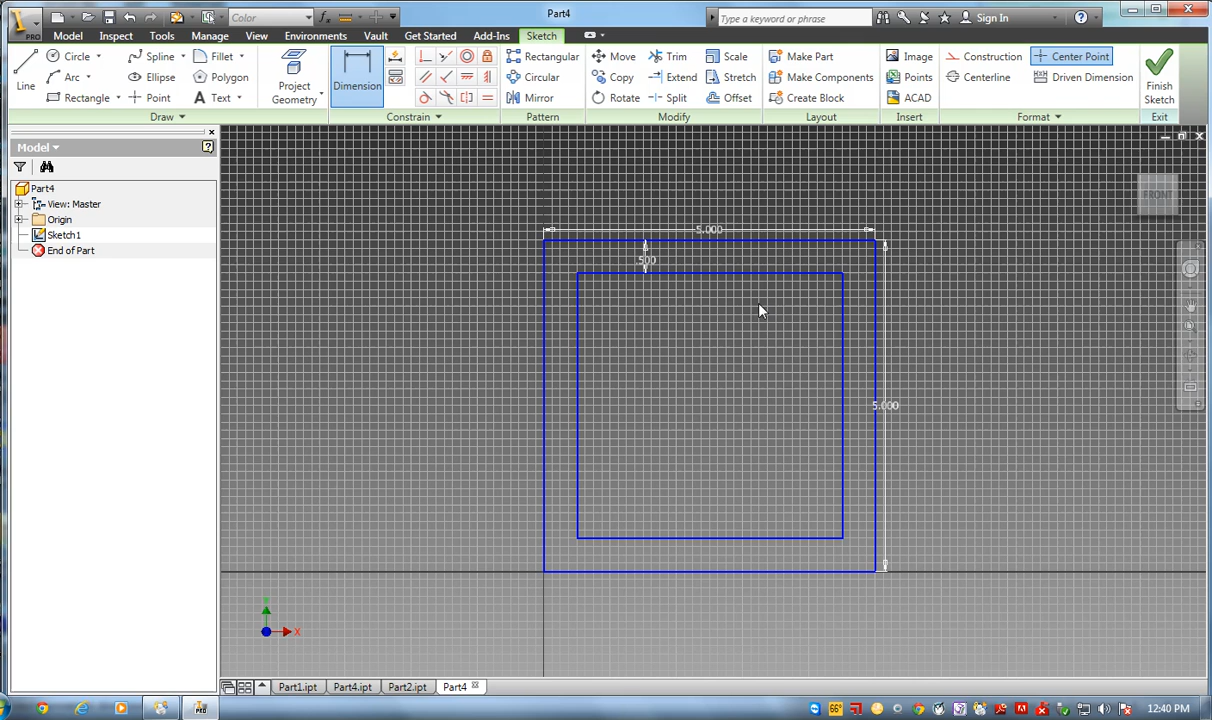 Part4
Color
Type a keyword or phrase
Sign In
PRO
Model Inspect Tools Manage View Environments Vault Get Started Add-Ins Sketch
Line
Circle
Arc
Rectangle
Spline
Ellipse
Point
Fillet
Polygon
Text
Project Geometry
Dimension
Rectangular
Circular
Mirror
Move
Copy
Rotate
Trim
Extend
Split
Scale
Stretch
Offset
Make Part
Make Components
Create Block
Image
Points
ACAD
Construction
Centerline
Center Point
Driven Dimension
Finish Sketch
Draw Constrain Pattern Modify Layout Insert Format Exit
Model
Part4
View: Master
Origin
Sketch1
End of Part
FRONT
5.000
.500
5.000
X
Part1.ipt Part4.ipt Part2.ipt Part4
66°
12:40 PM